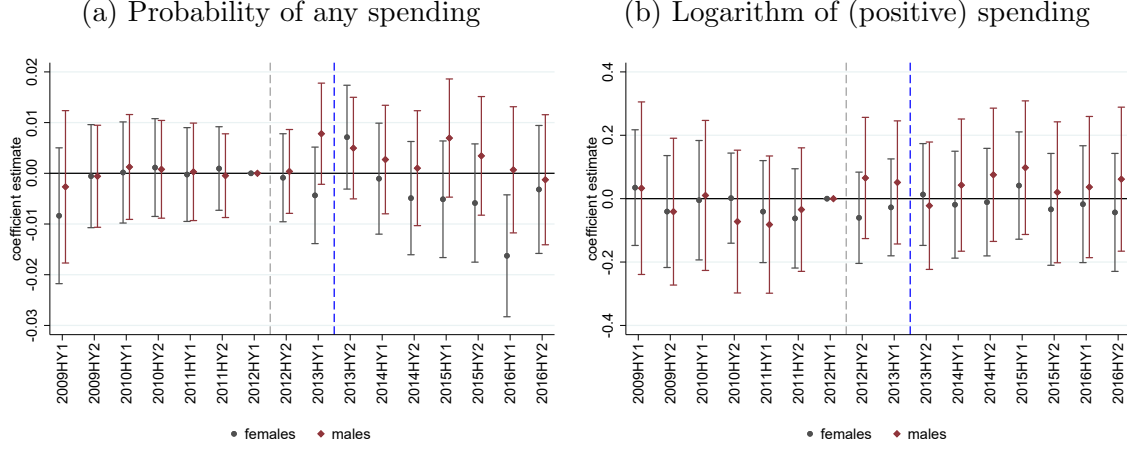 (a) Probability of any spending
coefficient estimate
0.02
0.01
0.00
-0.01
-0.02
-0.03
2009HY1
2009HY2
2010HY1
2010HY2
2011HY1
2011HY2
2012HY1
2012HY2
2013HY1
2013HY2
2014HY1
2014HY2
2015HY1
2015HY2
2016HY1
2016HY2
females males
(b) Logarithm of (positive) spending
coefficient estimate
0.4
0.2
0.0
-0.2
-0.4
2009HY1
2009HY2
2010HY1
2010HY2
2011HY1
2011HY2
2012HY1
2012HY2
2013HY1
2013HY2
2014HY1
2014HY2
2015HY1
2015HY2
2016HY1
2016HY2
females males